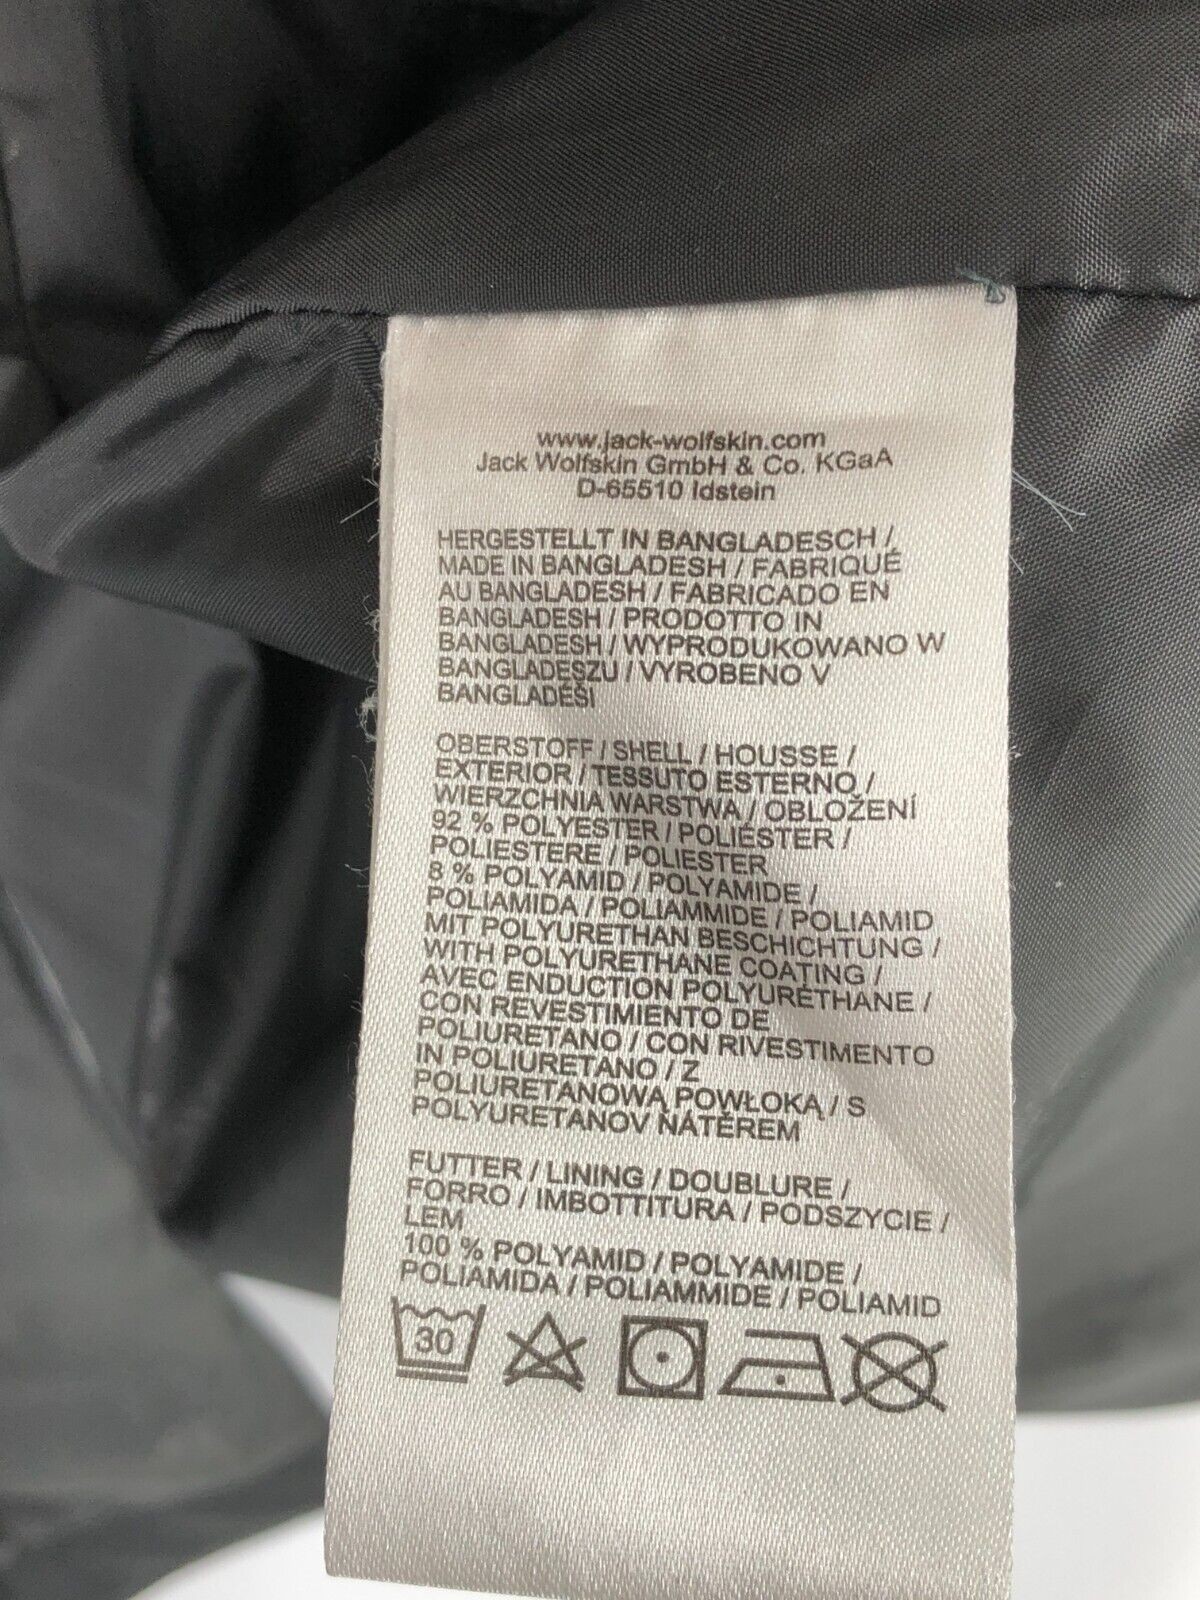 www.jack-wolfskin.com
Jack Wolfskin GmbH & Co. KGaA
D-65510 Idstein
HERGESTELLT IN BANGLADESCH /
MADE IN BANGLADESH / FABRIQUÉ
AU BANGLADESH / FABRICADO EN
BANGLADESH / PRODOTTO IN
BANGLADESH / WYPRODUKOWANO W
BANGLADESZU / VYROBENO V
BANGLADÉŠI
OBERSTOFF / SHELL / HOUSSE /
EXTERIOR / TESSUTO ESTERNO /
WIERZCHNIA WARSTWA / OBLOŽENÍ
92 % POLYESTER / POLIÉSTER /
POLIESTERE / POLIESTER
8 % POLYAMID / POLYAMIDE /
POLIAMIDA / POLIAMMIDE / POLIAMID
MIT POLYURETHAN BESCHICHTUNG /
WITH POLYURETHANE COATING /
AVEC ENDUCTION POLYURÉTHANE /
CON REVESTIMIENTO DE
POLIURETANO / CON RIVESTIMENTO
IN POLIURETANO / Z
POLIURETANOWĄ POWŁOKĄ / S
POLYURETANOV NÁTĚREM
FUTTER / LINING / DOUBLURE /
FORRO / IMBOTTITURA / PODSZYCIE /
LEM
100 % POLYAMID / POLYAMIDE /
POLIAMIDA / POLIAMMIDE / POLIAMID
30